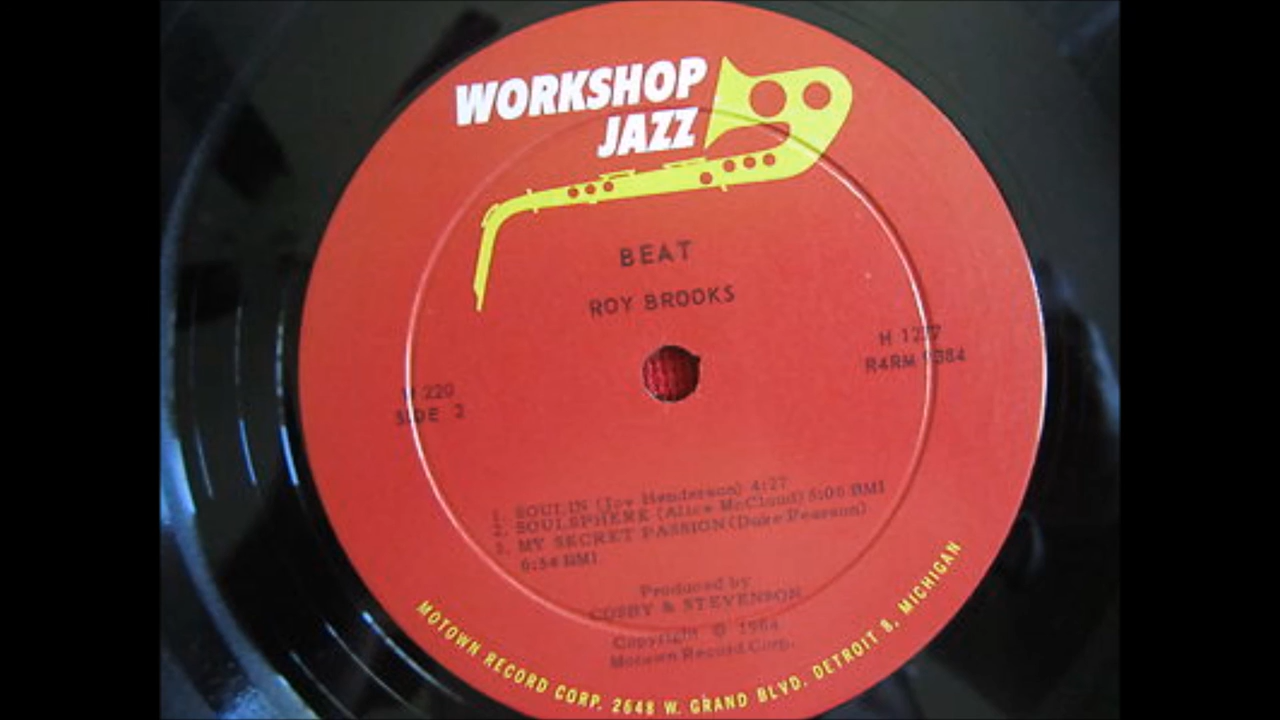 WORKSHOP
JAZZ
BEAT
ROY BROOKS
H 220
SIDE 2
H 1237
R4RM 9384
1. SOUL IN (Joe Henderson) 4:27
2. SOULSPHERE (Alice McCloud) 5:05 BMI
3. MY SECRET PASSION (Duke Pearson)
6:54 BMI
Produced by
COSBY & STEVENSON
Copyright © 1964
Motown Record Corp.
MOTOWN RECORD CORP. 2648 W. GRAND BLVD. DETROIT 8, MICHIGAN